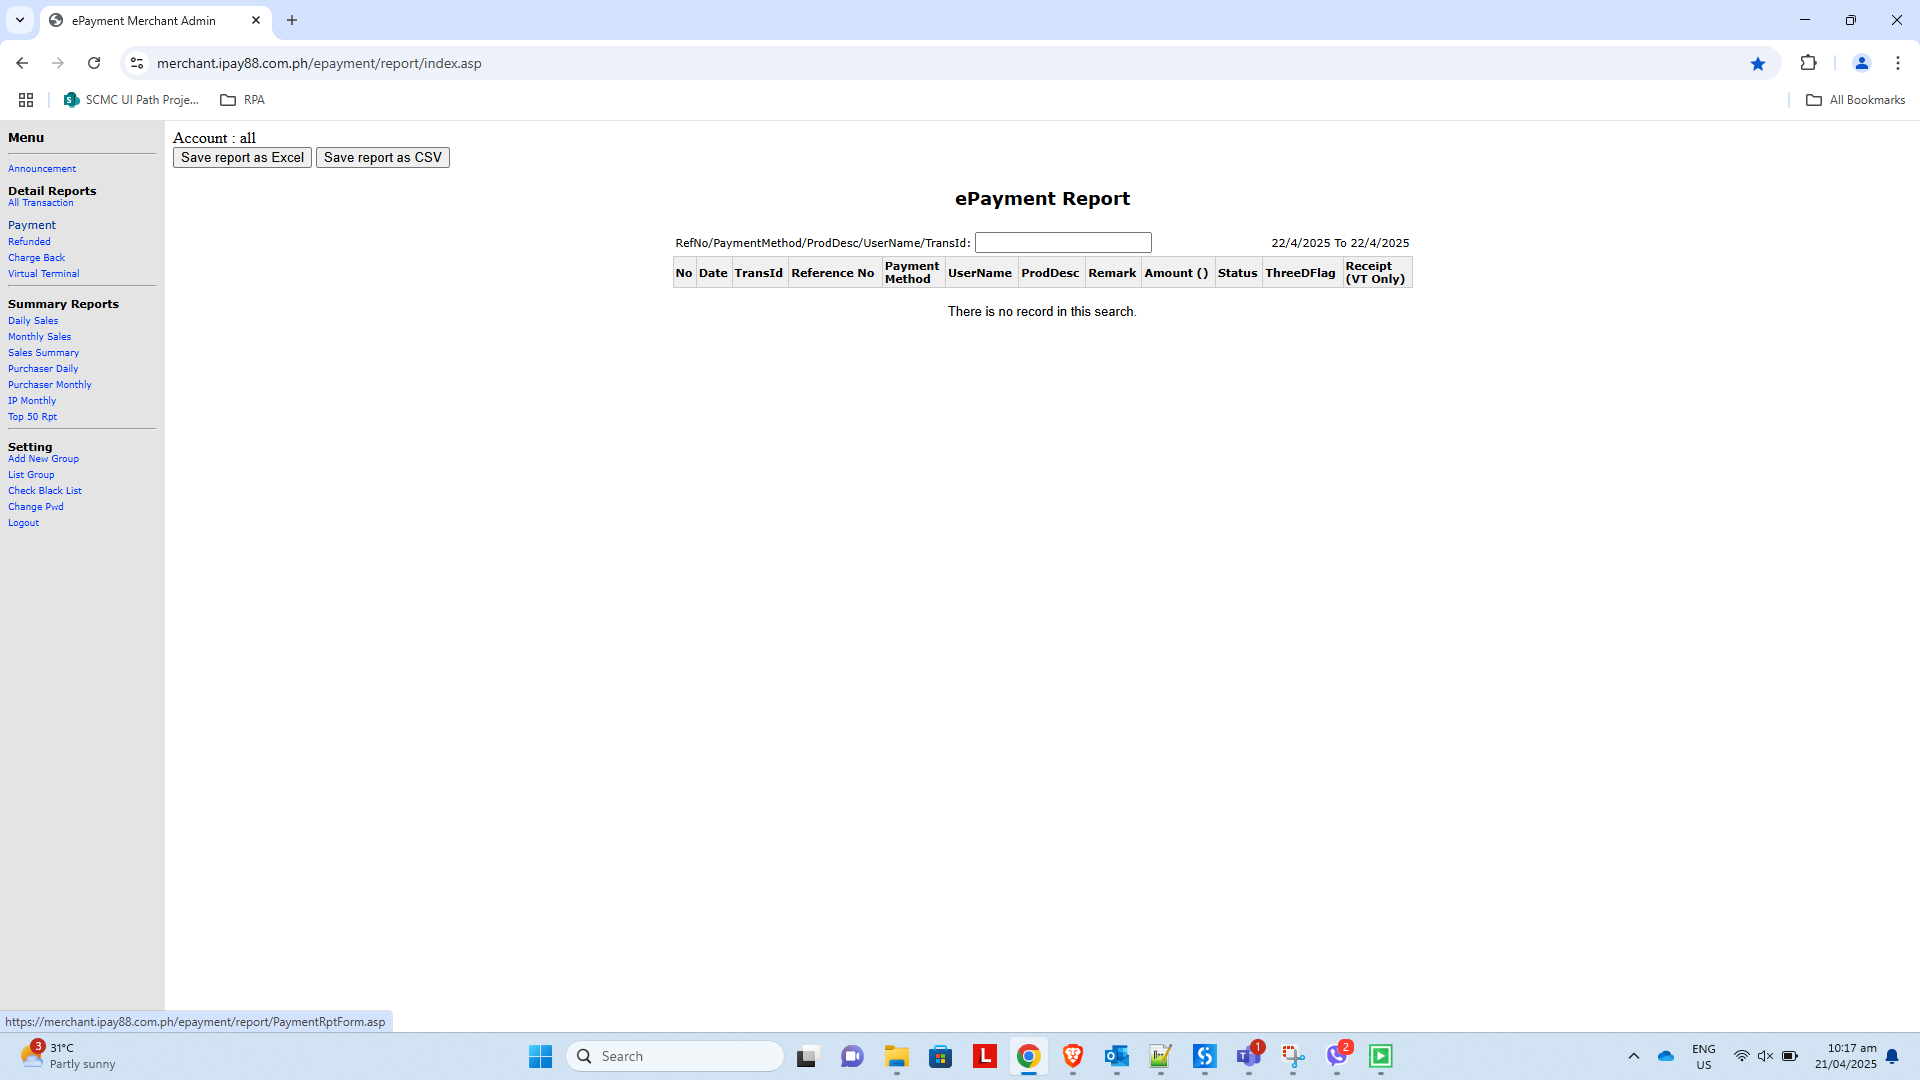 ePayment Merchant Admin
merchant.ipay88.com.ph/epayment/report/index.asp
SCMC UI Path Proje...
RPA
All Bookmarks
Menu
Announcement
Detail Reports
All Transaction
Payment
Refunded
Charge Back
Virtual Terminal
Summary Reports
Daily Sales
Monthly Sales
Sales Summary
Purchaser Daily
Purchaser Monthly
IP Monthly
Top 50 Rpt
Setting
Add New Group
List Group
Check Black List
Change Pwd
Logout
Account : all
Save report as Excel Save report as CSV
ePayment Report
RefNo/PaymentMethod/ProdDesc/UserName/TransId: 22/4/2025 To 22/4/2025
No Date TransId Reference No Payment Method UserName ProdDesc Remark Amount () Status ThreeDFlag Receipt (VT Only)
There is no record in this search.
https://merchant.ipay88.com.ph/epayment/report/PaymentRptForm.asp
3
31°C
Partly sunny
Search
L
1
2
ENG
US
10:17 am
21/04/2025